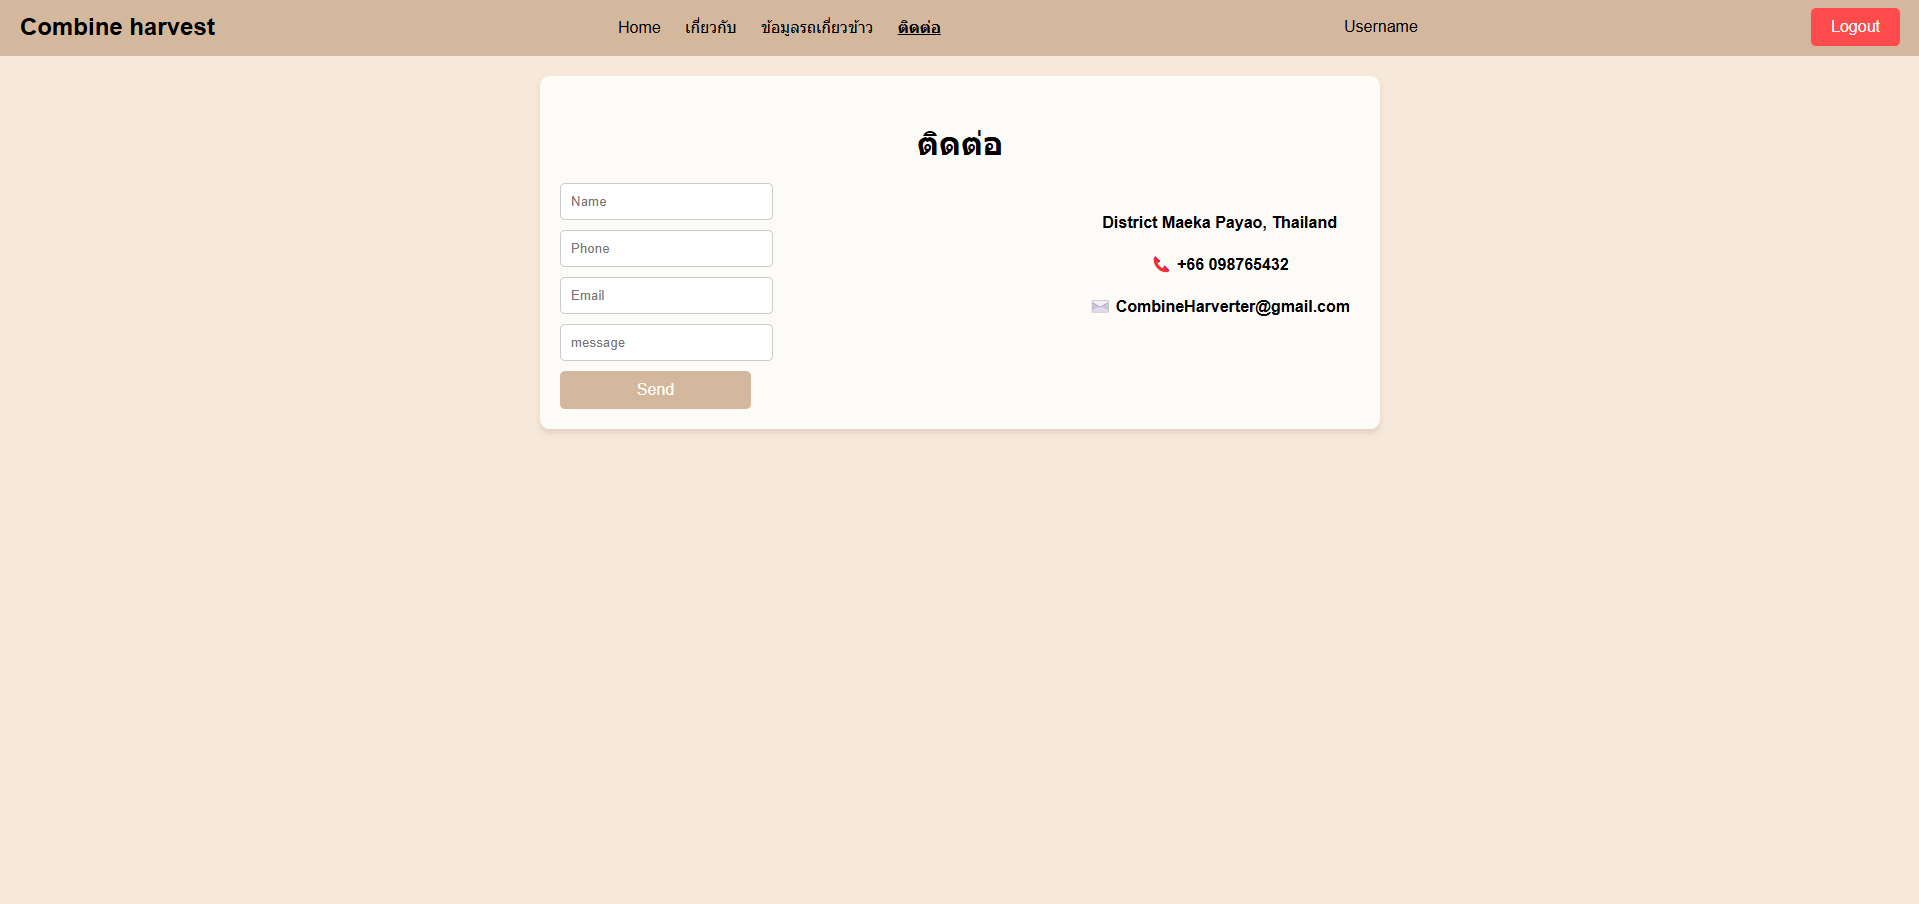 Combine harvest
Home เกี่ยวกับ ข้อมูลรถเกี่ยวข้าว ติดต่อ
Username
Logout
ติดต่อ
Name
Phone
Email
message
Send
District Maeka Payao, Thailand
+66 098765432
CombineHarverter@gmail.com